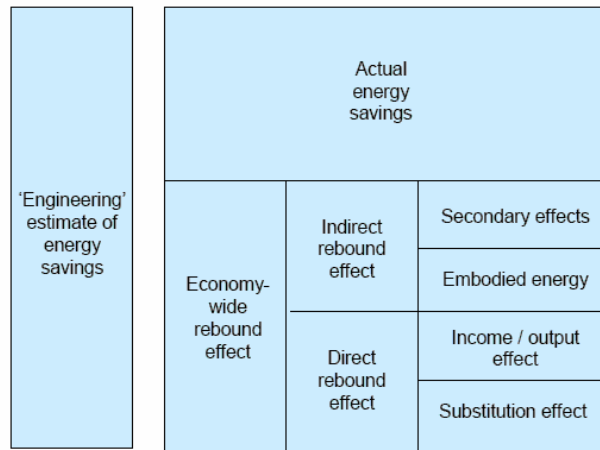 ‘Engineering’
estimate of
energy
savings
Actual
energy
savings
Economy-
wide
rebound
effect
Indirect
rebound
effect
Direct
rebound
effect
Secondary effects
Embodied energy
Income / output
effect
Substitution effect